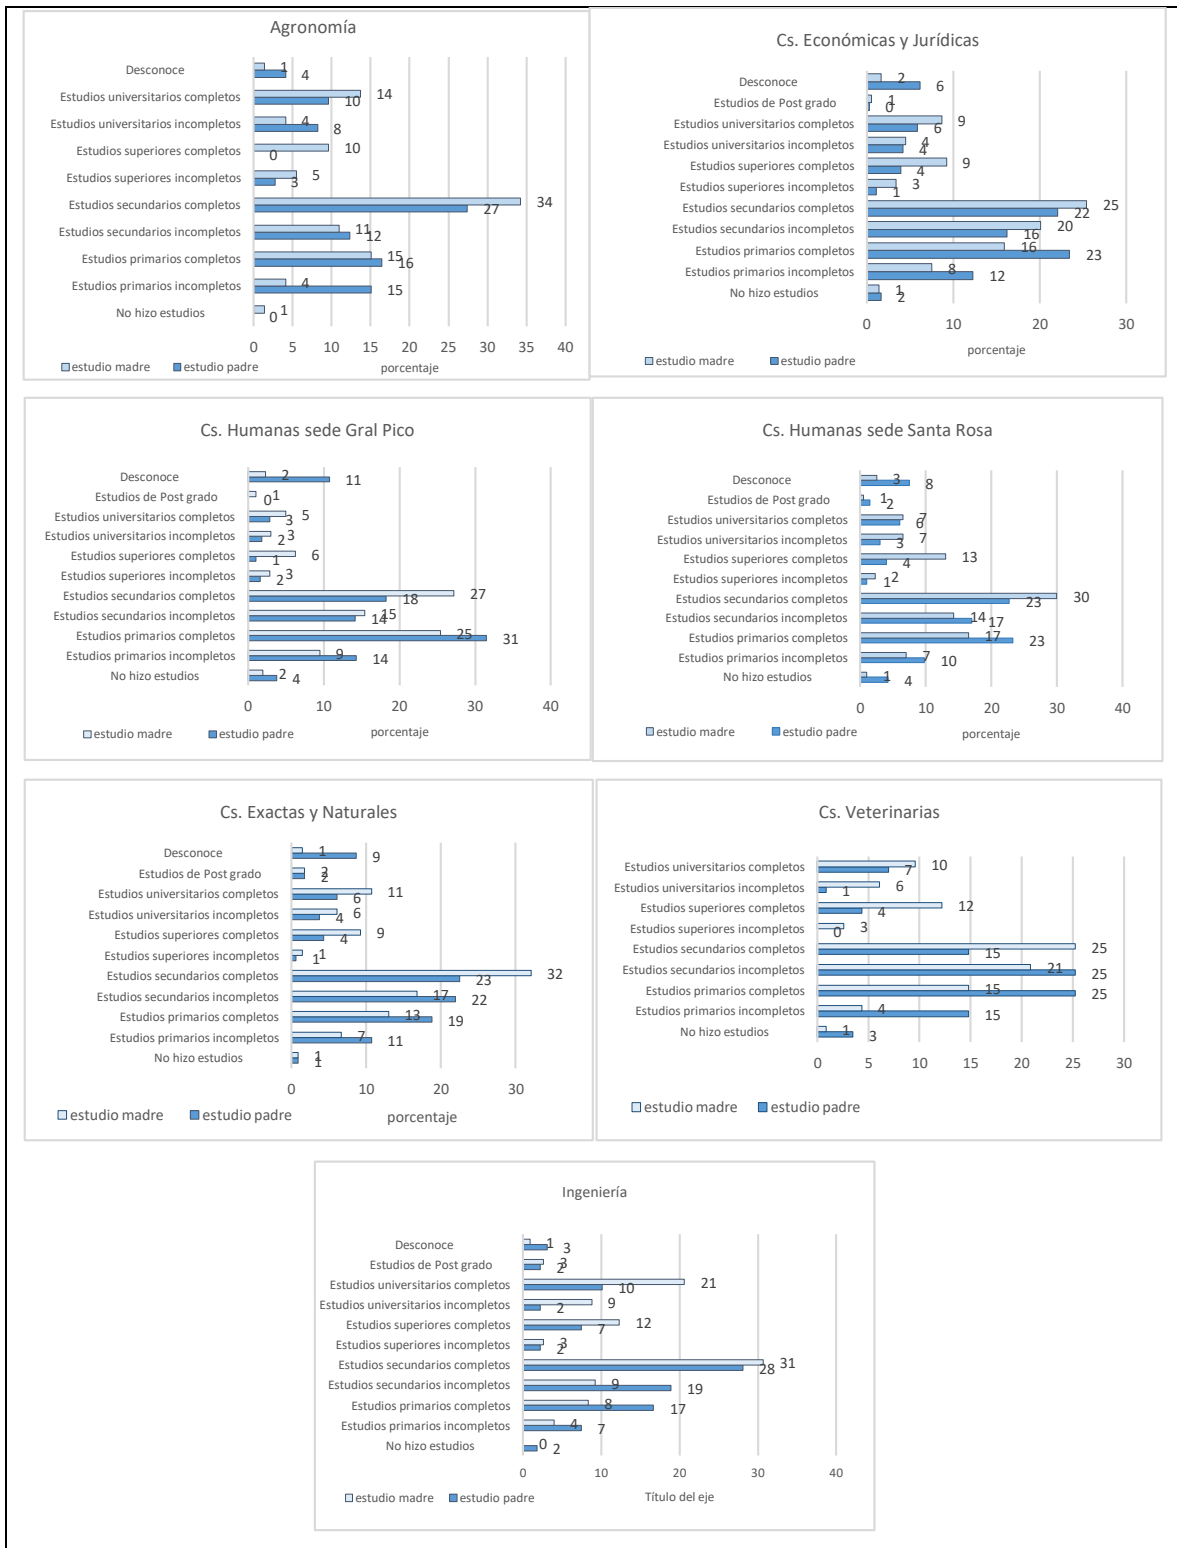 Agronomía
Desconoce 1 4
Estudios universitarios completos 14 10
Estudios universitarios incompletos 4 8
Estudios superiores completos 10 0
Estudios superiores incompletos 5 3
Estudios secundarios completos 34 27
Estudios secundarios incompletos 11 12
Estudios primarios completos 15 16
Estudios primarios incompletos 4 15
No hizo estudios 1 0
0 5 10 15 20 25 30 35 40
estudio madre estudio padre porcentaje
Cs. Económicas y Jurídicas
Desconoce 2 6
Estudios de Post grado 1 0
Estudios universitarios completos 9 6
Estudios universitarios incompletos 4 4
Estudios superiores completos 9 4
Estudios superiores incompletos 3 1
Estudios secundarios completos 25 22
Estudios secundarios incompletos 20 16
Estudios primarios completos 16 23
Estudios primarios incompletos 8 12
No hizo estudios 1 2
0 10 20 30
porcentaje
estudio madre estudio padre
Cs. Humanas sede Gral Pico
Desconoce 2 11
Estudios de Post grado 1 0
Estudios universitarios completos 5 3
Estudios universitarios incompletos 3 2
Estudios superiores completos 6 1
Estudios superiores incompletos 3 2
Estudios secundarios completos 27 18
Estudios secundarios incompletos 15 14
Estudios primarios completos 25 31
Estudios primarios incompletos 9 14
No hizo estudios 2 4
0 10 20 30 40
estudio madre estudio padre porcentaje
Cs. Humanas sede Santa Rosa
Desconoce 3 8
Estudios de Post grado 1 2
Estudios universitarios completos 7 6
Estudios universitarios incompletos 7 3
Estudios superiores completos 13 4
Estudios superiores incompletos 2 1
Estudios secundarios completos 30 23
Estudios secundarios incompletos 14 17
Estudios primarios completos 17 23
Estudios primarios incompletos 7 10
No hizo estudios 1 4
0 10 20 30 40
estudio madre estudio padre porcentaje
Cs. Exactas y Naturales
Desconoce 1 9
Estudios de Post grado 2 2
Estudios universitarios completos 11 6
Estudios universitarios incompletos 6 4
Estudios superiores completos 9 4
Estudios superiores incompletos 1 1
Estudios secundarios completos 32 23
Estudios secundarios incompletos 17 22
Estudios primarios completos 13 19
Estudios primarios incompletos 7 11
No hizo estudios 1 1
0 10 20 30
estudio madre estudio padre porcentaje
Cs. Veterinarias
Estudios universitarios completos 10 7
Estudios universitarios incompletos 6 1
Estudios superiores completos 12 4
Estudios superiores incompletos 3 0
Estudios secundarios completos 25 15
Estudios secundarios incompletos 21 25
Estudios primarios completos 15 25
Estudios primarios incompletos 4 15
No hizo estudios 1 3
0 5 10 15 20 25 30
estudio madre estudio padre
Ingeniería
Desconoce 1 3
Estudios de Post grado 3 2
Estudios universitarios completos 21 10
Estudios universitarios incompletos 9 2
Estudios superiores completos 12 7
Estudios superiores incompletos 3 2
Estudios secundarios completos 31 28
Estudios secundarios incompletos 9 19
Estudios primarios completos 8 17
Estudios primarios incompletos 4 7
No hizo estudios 0 2
0 10 20 30 40
estudio madre estudio padre Título del eje